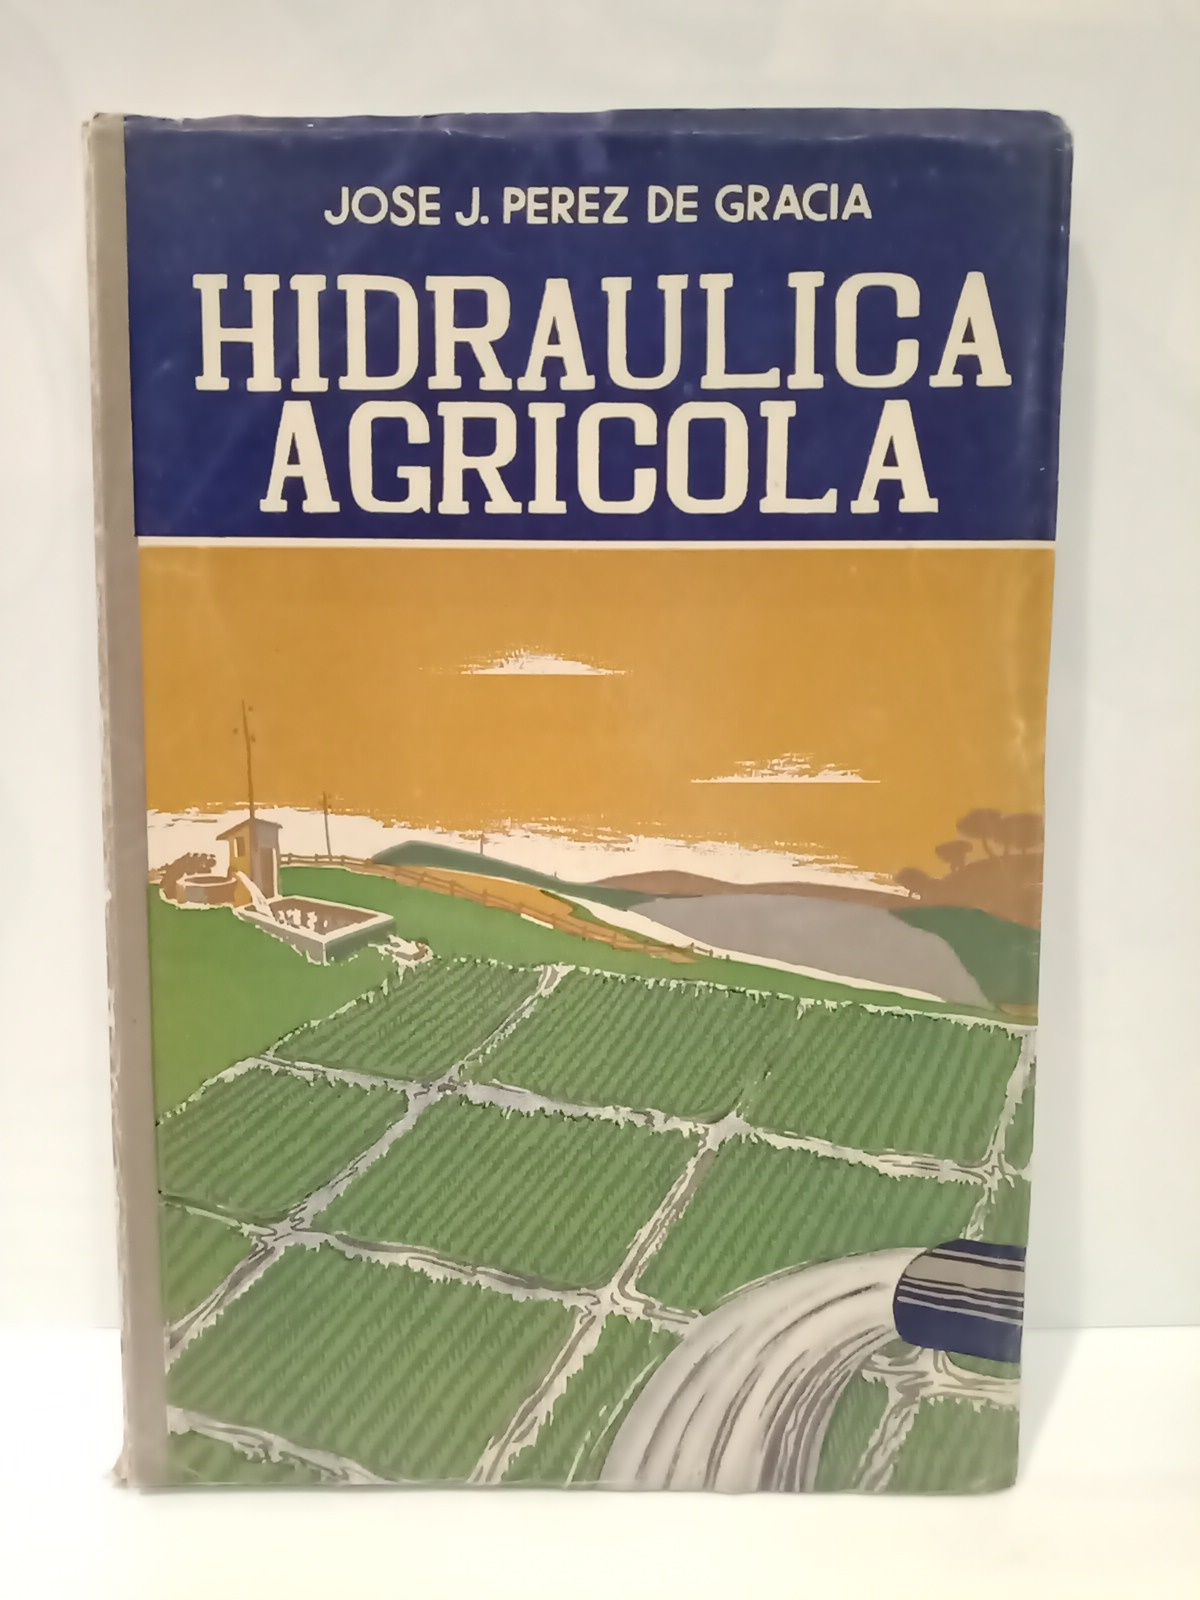 JOSE J. PEREZ DE GRACIA
HIDRAULICA
AGRICOLA